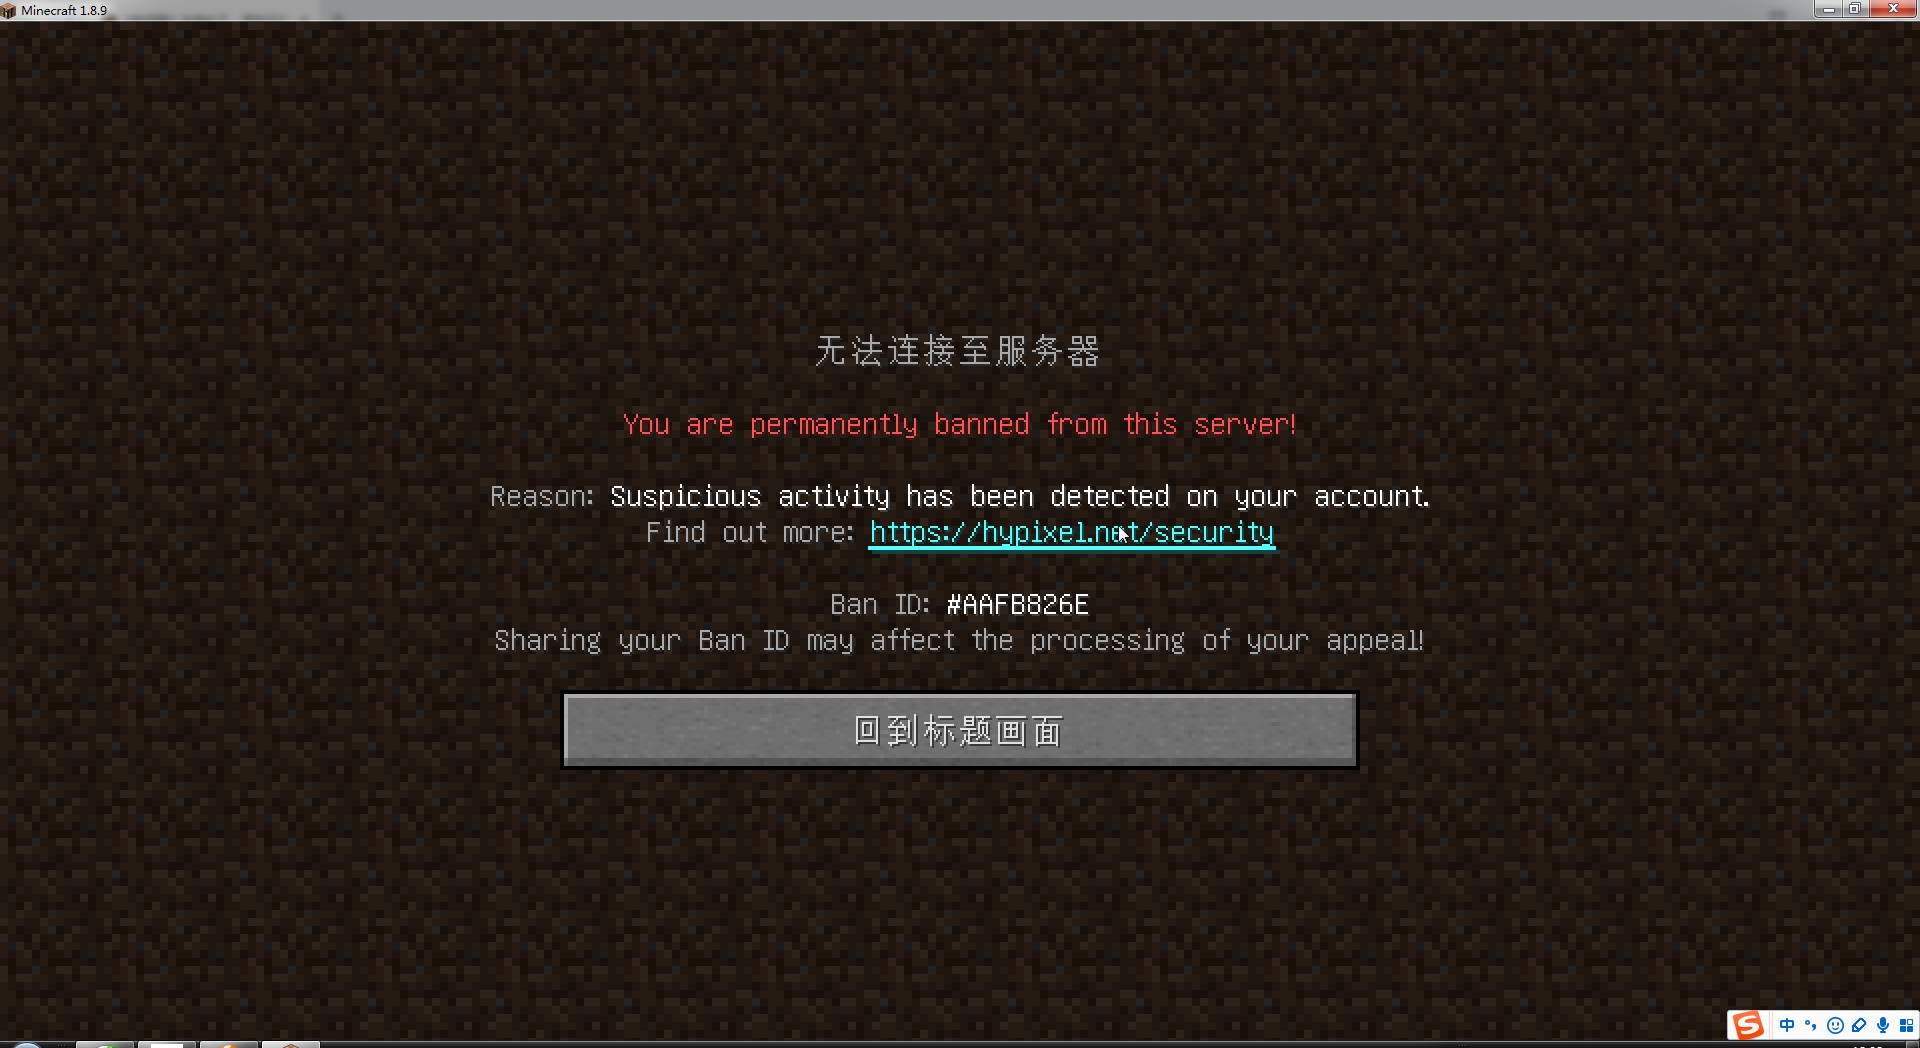 Minecraft 1.8.9
无法连接至服务器
You are permanently banned from this server!
Reason: Suspicious activity has been detected on your account.
Find out more: https://hypixel.net/security
Ban ID: #AAFB826E
Sharing your Ban ID may affect the processing of your appeal!
回到标题画面
中